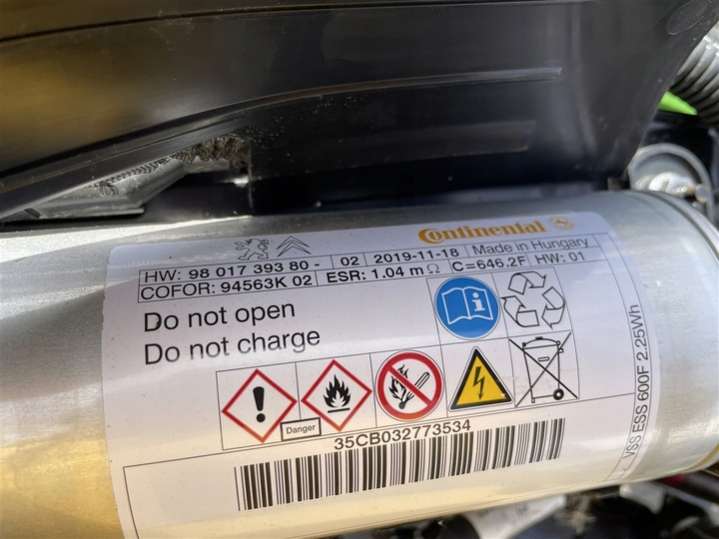 Continental
HW: 98 017 393 80 - 02 2019-11-18 Made in Hungary
COFOR: 94563K 02 ESR: 1.04 m Ω C=646.2F HW: 01
Do not open
Do not charge
Danger
35CB032773534
VSS ESS 600F 2.25Wh